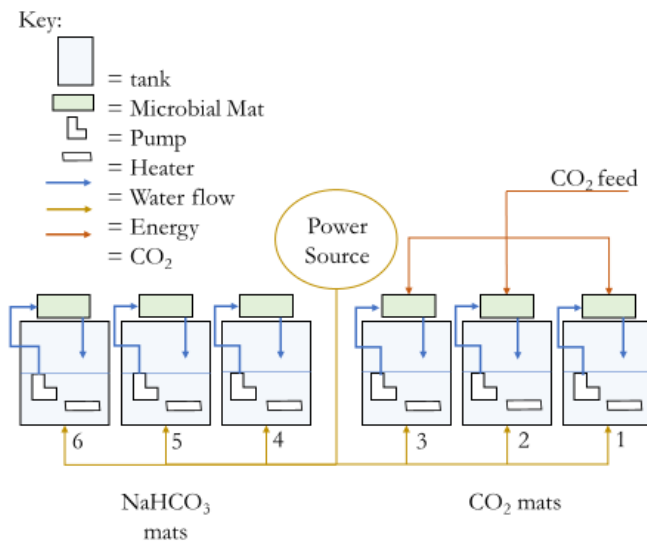 Key:
= tank
= Microbial Mat
= Pump
= Heater
= Water flow
= Energy
= CO₂
Power
Source
CO₂ feed
6
5
4
3
2
1
NaHCO₃
mats
CO₂ mats